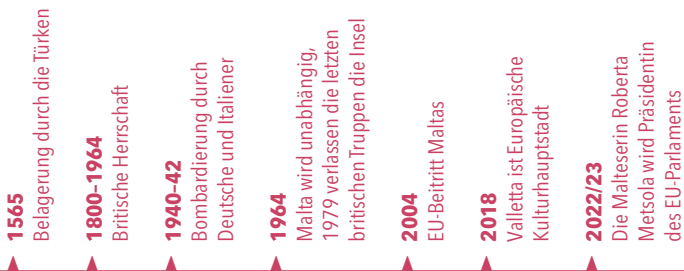 1565
Belagerung durch die Türken
1800–1964
Britische Herrschaft
1940–42
Bombardierung durch
Deutsche und Italiener
1964
Malta wird unabhängig,
1979 verlassen die letzten
britischen Truppen die Insel
2004
EU-Beitritt Maltas
2018
Valletta ist Europäische
Kulturhauptstadt
2022/23
Die Malteserin Roberta
Metsola wird Präsidentin
des EU-Parlaments